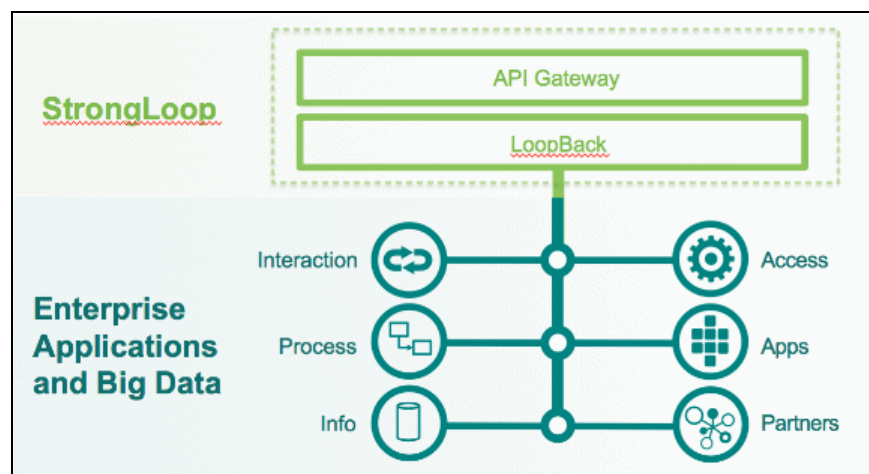 API Gateway
StrongLoop
LoopBack
Interaction
Access
Enterprise
Applications
and Big Data
Process
Apps
Info
Partners